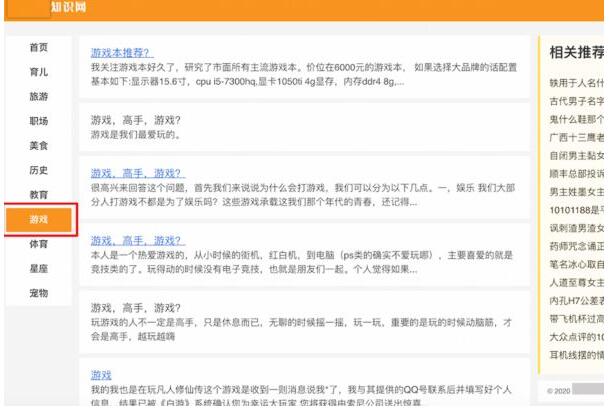 知识网
首页
育儿
旅游
职场
美食
历史
教育
游戏
体育
星座
宠物
游戏本推荐？
我关注游戏本好久了，研究了市面所有主流游戏本。价位在6000元的游戏本， 如果选择大品牌的话配置
基本如下:显示器15.6寸，cpu i5-7300hq,显卡1050ti 4g显存，内存ddr4 8g,...
游戏，高手，游戏？
游戏是我们最爱玩的。
游戏，高手，游戏？
很高兴来回答这个问题，首先我们来说说为什么会打游戏，我们可以分为以下几点。一，娱乐 我们大部
分人打游戏不都是为了娱乐吗？这些游戏承载这我们那个年代的青春，还记得...
游戏，高手，游戏？
本人是一个热爱游戏的，从小时候的街机，红白机，到电脑（ps类的确实不爱玩嘟），主要喜爱的就是
竞技类的了。玩得动的时候没有电子竞技，也就是朋友们一起。个人觉得如果...
游戏，高手，游戏？
玩游戏的人不一定是高手，只是休息而已，无聊的时候摇一摇，玩一玩，重要的是玩的时候动脑筋，才
会是高手，越玩越嗨
游戏
我的我也是在玩凡人修仙传这个游戏是收到一则消息说我*了，我与其提供的QQ号联系后并填写好个人
信息，结果已被《白游》系统确认您为幸运大玩家 您将获得由索尼公司送出惊喜
相关推荐
轶用于人名什
古代男子名字
鬼什么鞋那个
广西十三鹰老
自闭男主黏女
顺丰总部投诉
男主姓墨女主
10101188是平
讽刺渣男渣女
药师咒念诵正
笔名冰心取自
人道至尊女主
内孔H7公差表
带飞机杯过高
大众点评的10
耳机线摆的情
© 2020